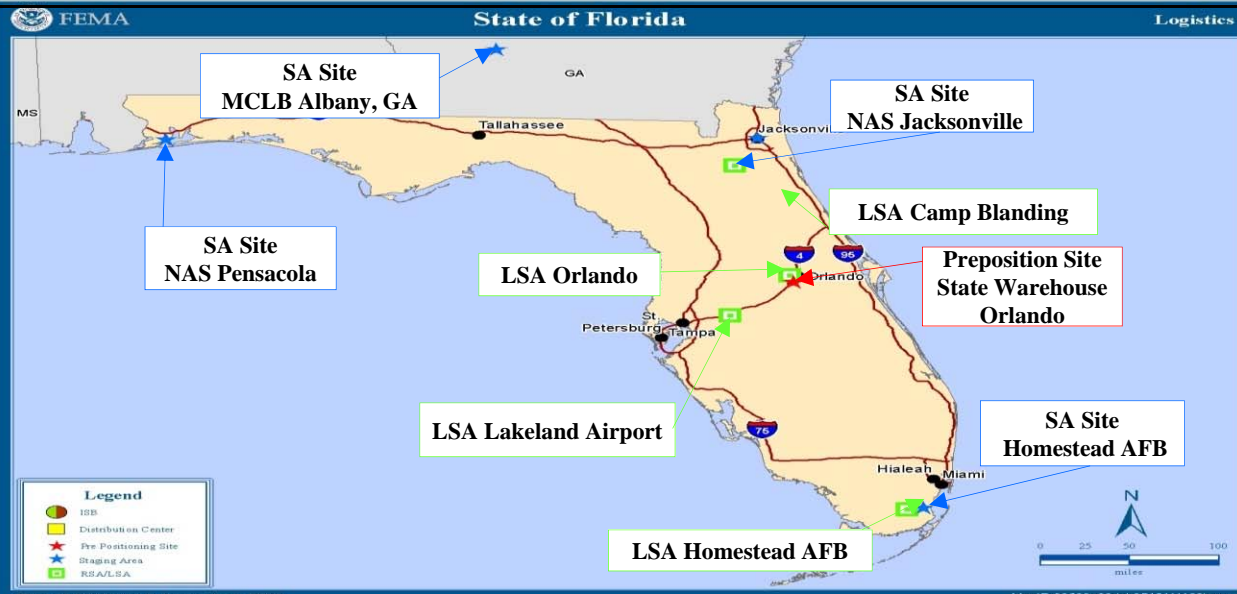 FEMA
State of Florida
Logistics
SA Site
MCLB Albany, GA
GA
SA Site
NAS Jacksonville
MS
Tallahassee
Jacksonville
LSA Camp Blanding
SA Site
NAS Pensacola
LSA Orlando
4
95
Orlando
Preposition Site
State Warehouse
Orlando
St.
Petersburg
Tampa
LSA Lakeland Airport
75
SA Site
Homestead AFB
Hialeah
Miami
LSA Homestead AFB
Legend
ISB
Distribution Center
Pre Positioning Site
Staging Area
RSA/LSA
N
0 25 50 100
miles